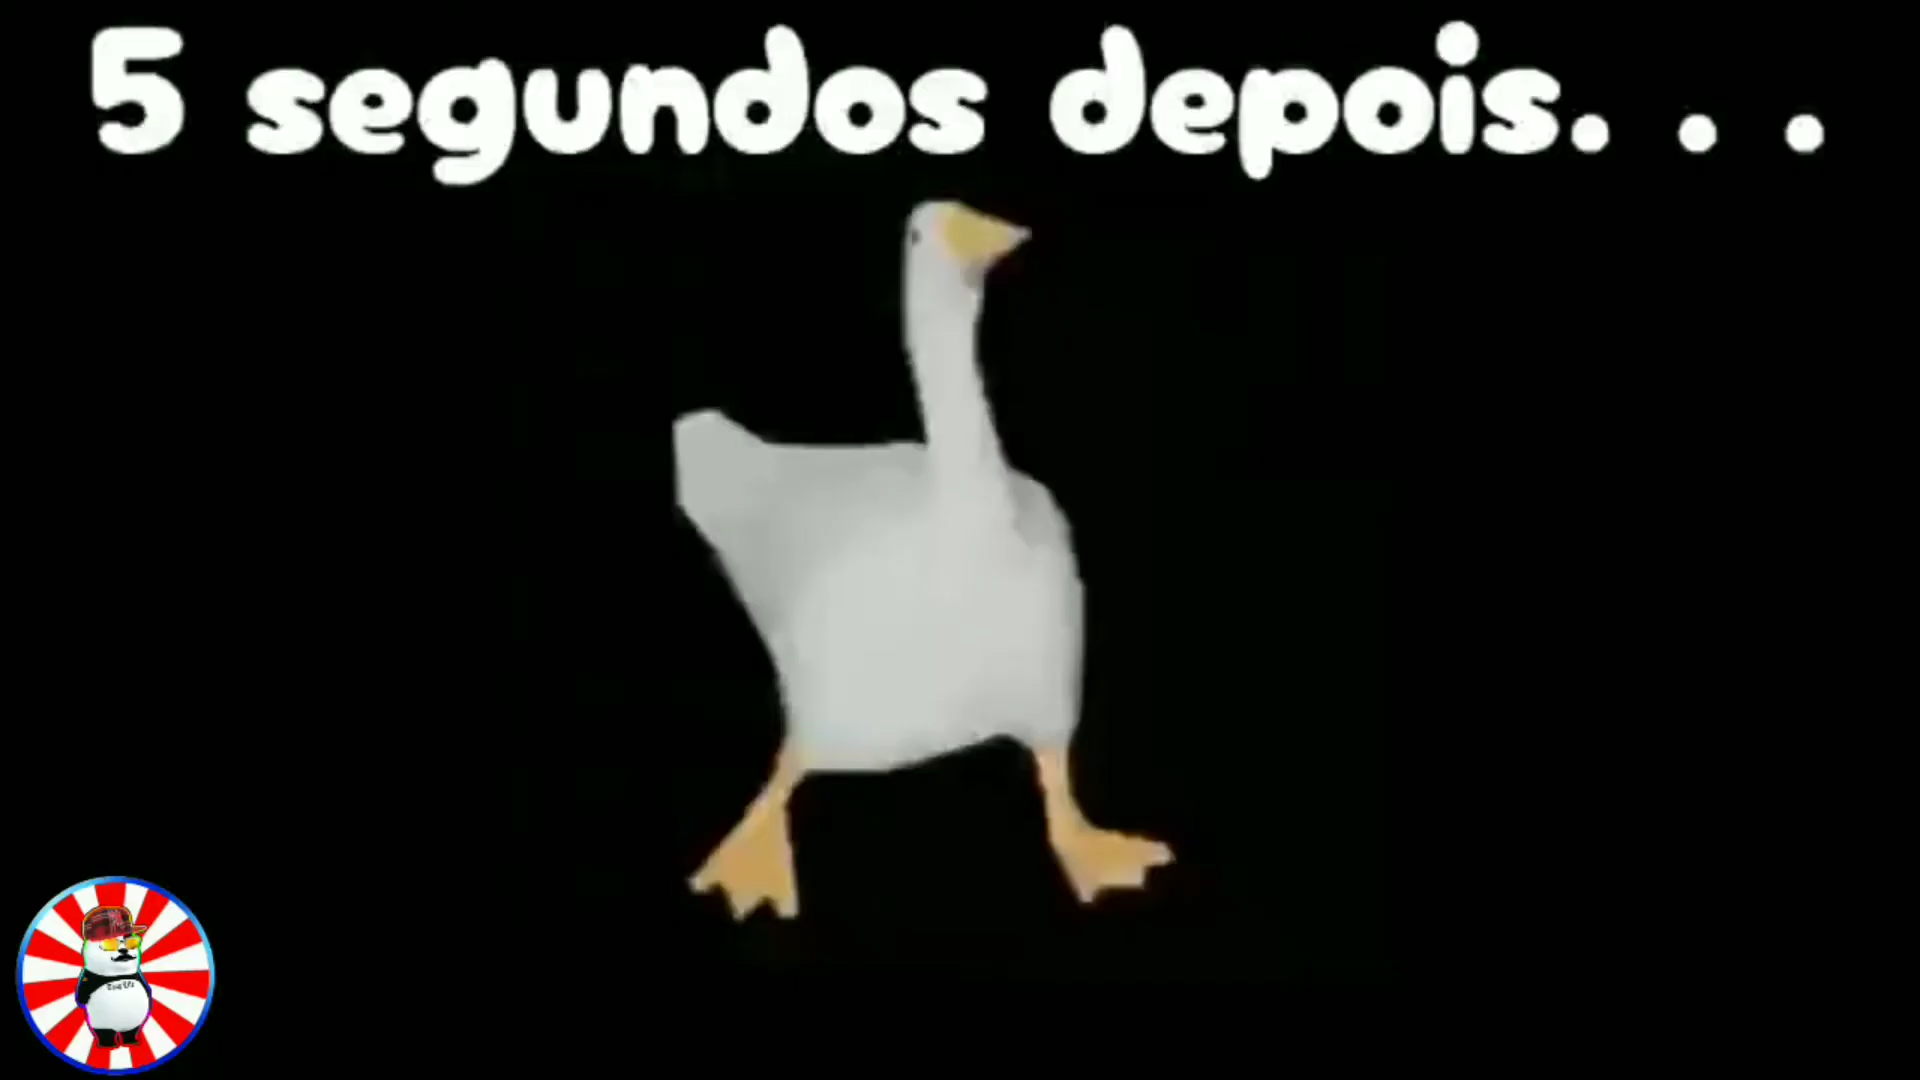 5 segundos depois. . .